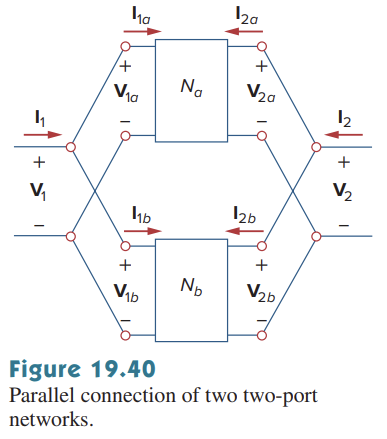 I1a
I2a
+
V1a
–
Na
+
V2a
–
I1
+
V1
–
I2
+
V2
–
I1b
I2b
+
V1b
–
Nb
+
V2b
–
Figure 19.40
Parallel connection of two two-port
networks.